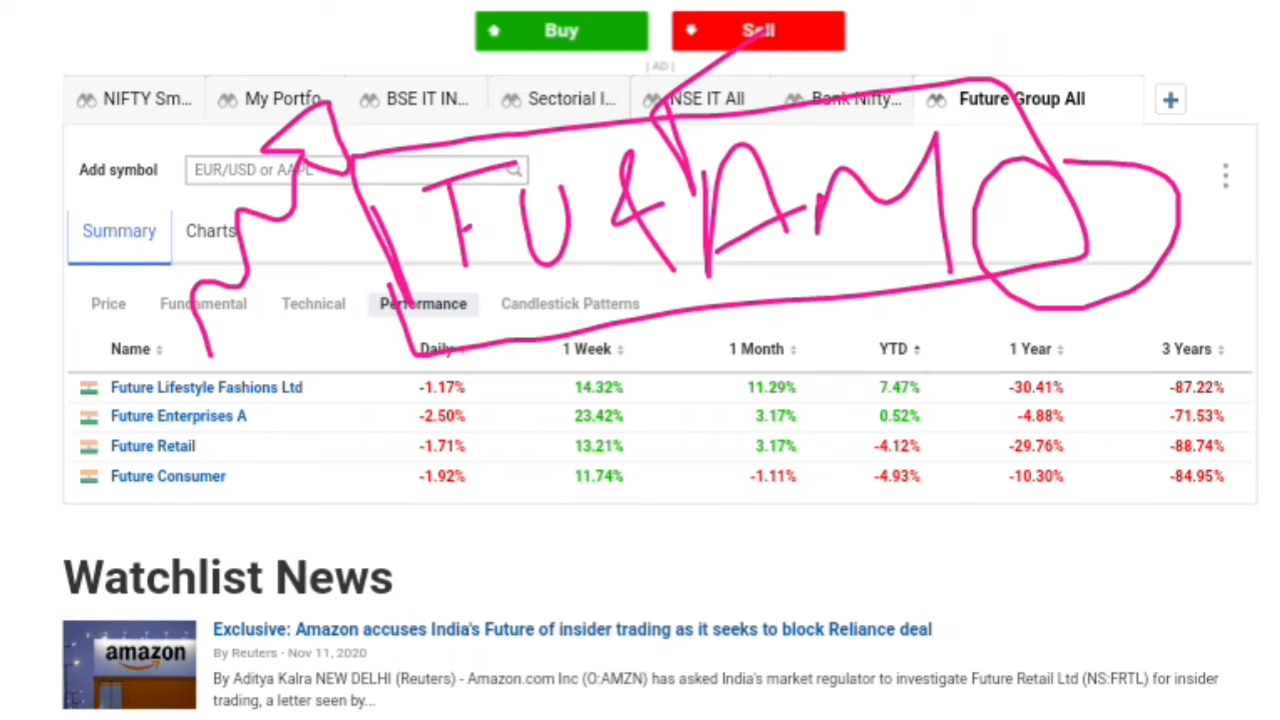 Buy Sell
| AD |
NIFTY Sm... My Portfo... BSE IT IN... Sectorial I... NSE IT All Bank Nifty... Future Group All +
Add symbol EUR/USD or AAPL
FU & AM
Summary Charts
Price Fundamental Technical Performance Candlestick Patterns
Name Daily 1 Week 1 Month YTD 1 Year 3 Years
Future Lifestyle Fashions Ltd -1.17% 14.32% 11.29% 7.47% -30.41% -87.22%
Future Enterprises A -2.50% 23.42% 3.17% 0.52% -4.88% -71.53%
Future Retail -1.71% 13.21% 3.17% -4.12% -29.76% -88.74%
Future Consumer -1.92% 11.74% -1.11% -4.93% -10.30% -84.95%
Watchlist News
amazon
Exclusive: Amazon accuses India's Future of insider trading as it seeks to block Reliance deal
By Reuters - Nov 11, 2020
By Aditya Kalra NEW DELHI (Reuters) - Amazon.com Inc (O:AMZN) has asked India's market regulator to investigate Future Retail Ltd (NS:FRTL) for insider
trading, a letter seen by...